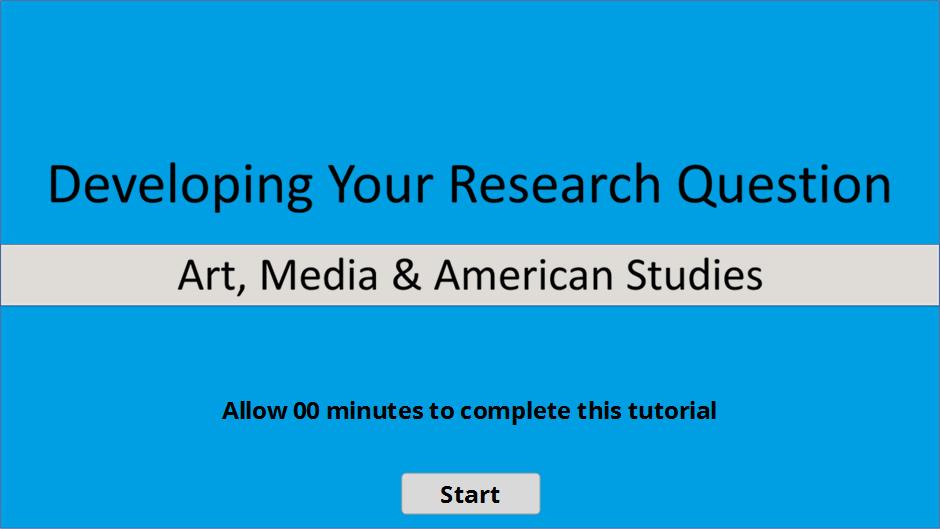 Developing Your Research Question
Art, Media & American Studies
Allow 00 minutes to complete this tutorial
Start